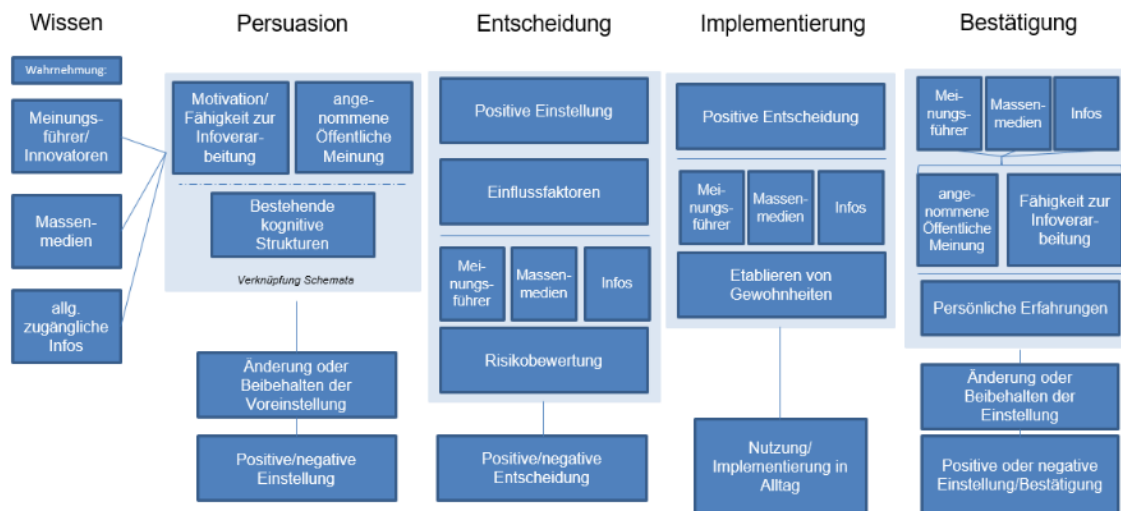 Wissen
Persuasion
Entscheidung
Implementierung
Bestätigung
Wahrnehmung:
Meinungsführer/
Innovatoren
Massen-
medien
allg.
zugängliche
Infos
Motivation/
Fähigkeit zur
Infoverar-
beitung
ange-
nommene
Öffentliche
Meinung
Bestehende
kognitive
Strukturen
Verknüpfung Schemata
Änderung oder
Beibehalten der
Voreinstellung
Positive/negative
Einstellung
Positive Einstellung
Einflussfaktoren
Mei-
nungs-
führer
Massen-
medien
Infos
Risikobewertung
Positive/negative
Entscheidung
Positive Entscheidung
Mei-
nungs-
führer
Massen-
medien
Infos
Etablieren von
Gewohnheiten
Nutzung/
Implementierung in
Alltag
Mei-
nungs-
führer
Massen-
medien
Infos
ange-
nommene
Öffentliche
Meinung
Fähigkeit zur
Infoverar-
beitung
Persönliche Erfahrungen
Änderung oder
Beibehalten der
Einstellung
Positive oder negative
Einstellung/Bestätigung